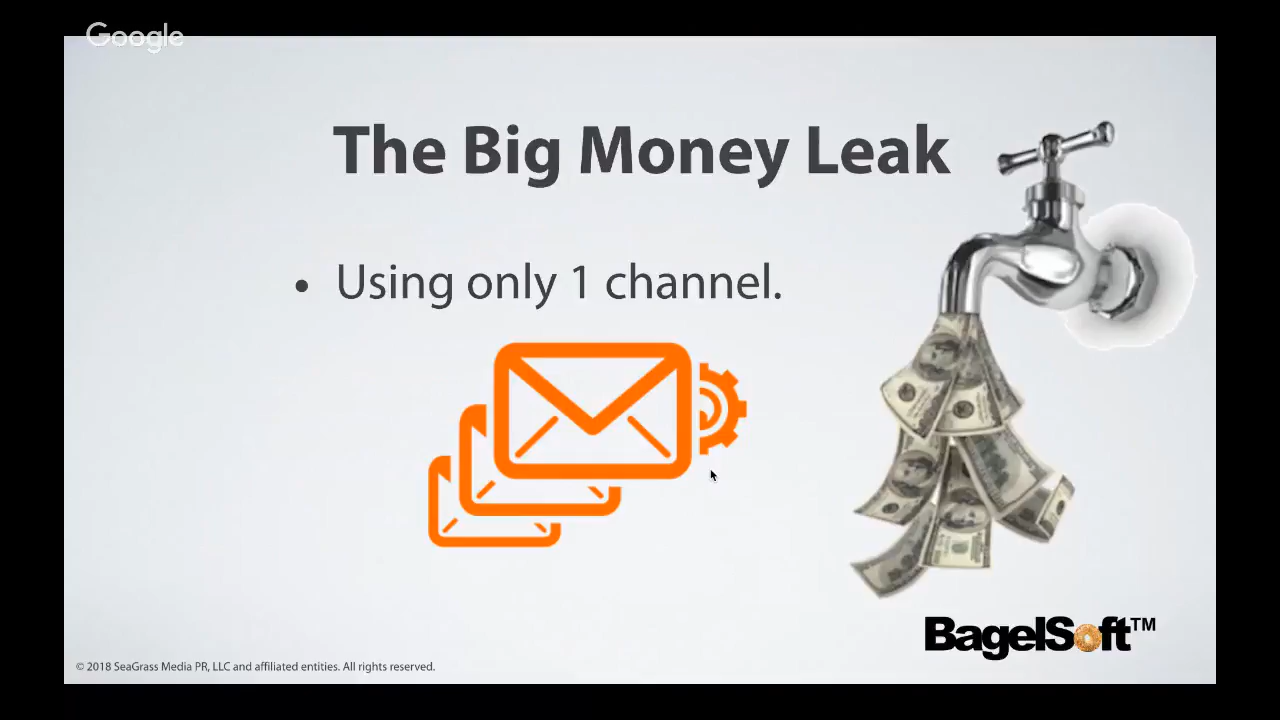 Google
The Big Money Leak
• Using only 1 channel.
BagelSoft™
© 2018 SeaGrass Media PR, LLC and affiliated entities. All rights reserved.